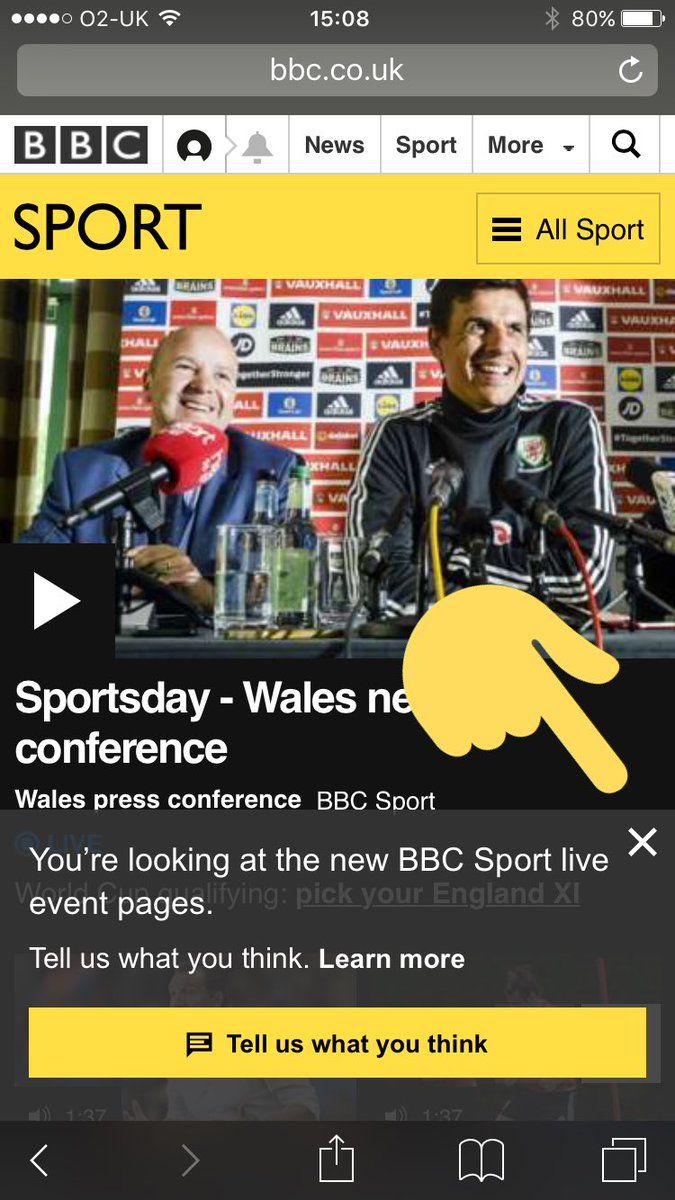 O2-UK 15:08 80%
bbc.co.uk
BBC News Sport More
SPORT All Sport
VAUXHALL
BRAINS
VAUXHALL
VAUXHALL
JD
BRAINS
adidas
#TogetherStronger
Sportsday - Wales ne
conference
Wales press conference BBC Sport
LIVE
You’re looking at the new BBC Sport live
World Cup qualifying: pick your England XI
event pages.
Tell us what you think. Learn more
Tell us what you think
1:37 1:37